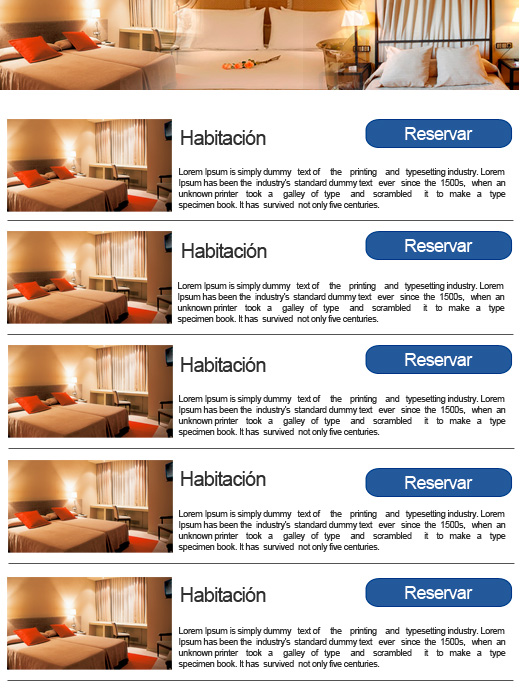 Habitación
Reservar
Lorem Ipsum is simply dummy text of the printing and typesetting industry. Lorem
Ipsum has been the industry's standard dummy text ever since the 1500s, when an
unknown printer took a galley of type and scrambled it to make a type
specimen book. It has survived not only five centuries.
Habitación
Reservar
Lorem Ipsum is simply dummy text of the printing and typesetting industry. Lorem
Ipsum has been the industry's standard dummy text ever since the 1500s, when an
unknown printer took a galley of type and scrambled it to make a type
specimen book. It has survived not only five centuries.
Habitación
Reservar
Lorem Ipsum is simply dummy text of the printing and typesetting industry. Lorem
Ipsum has been the industry's standard dummy text ever since the 1500s, when an
unknown printer took a galley of type and scrambled it to make a type
specimen book. It has survived not only five centuries.
Habitación
Reservar
Lorem Ipsum is simply dummy text of the printing and typesetting industry. Lorem
Ipsum has been the industry's standard dummy text ever since the 1500s, when an
unknown printer took a galley of type and scrambled it to make a type
specimen book. It has survived not only five centuries.
Habitación
Reservar
Lorem Ipsum is simply dummy text of the printing and typesetting industry. Lorem
Ipsum has been the industry's standard dummy text ever since the 1500s, when an
unknown printer took a galley of type and scrambled it to make a type
specimen book. It has survived not only five centuries.